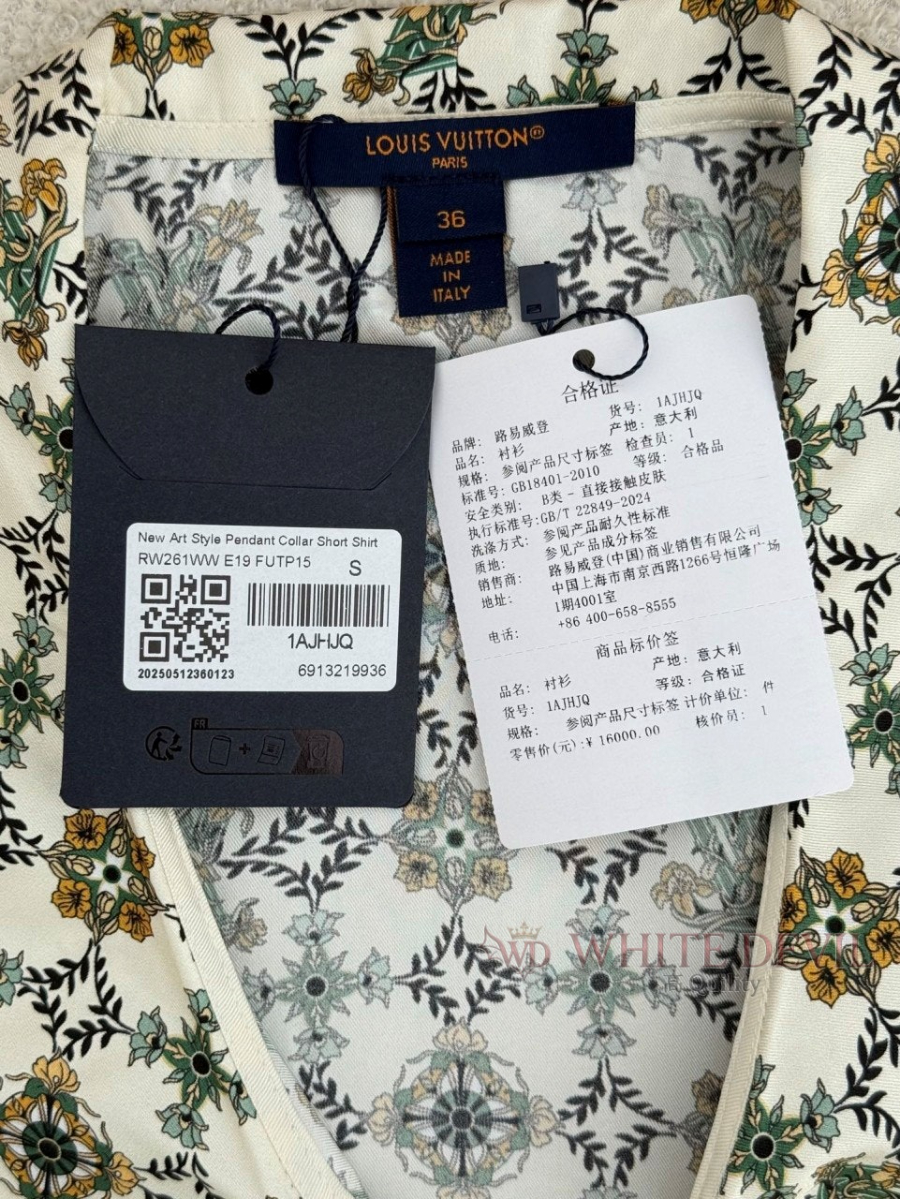 LOUIS VUITTON
PARIS
36
MADE
IN
ITALY
New Art Style Pendant Collar Short Shirt
RW261WW E19 FUTP15
S
1AJHJQ
20250512360123
6913219936
FR
合格证
品牌: 路易威登 货号: 1AJHJQ
品名: 衬衫 产地: 意大利
规格: 参阅产品尺寸标签 检查员: 1
标准号: GB18401-2010 等级: 合格品
安全类别: B类 - 直接接触皮肤
执行标准号:GB/T 22849-2024
洗涤方式: 参阅产品耐久性标准
质地: 参见产品成分标签
销售商: 路易威登(中国)商业销售有限公司
地址: 中国上海市南京西路1266号恒隆广场
1期4001室
电话: +86 400-658-8555
商品标价签
品名: 衬衫 产地: 意大利
货号: 1AJHJQ 等级: 合格证
规格: 参阅产品尺寸标签 计价单位: 件
零售价(元):¥ 16000.00 核价员: 1
WD WHITE DEVIL